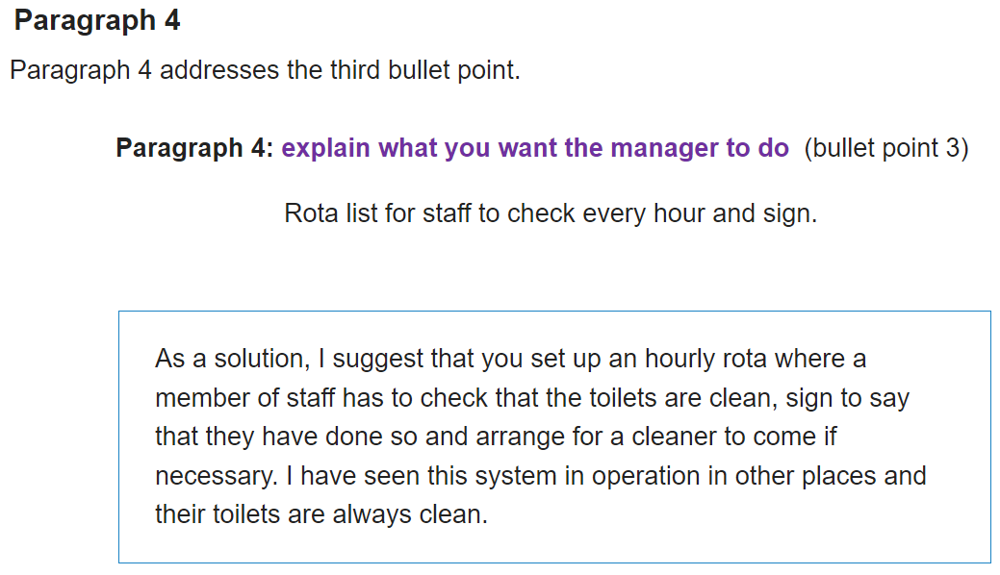 Paragraph 4
Paragraph 4 addresses the third bullet point.
Paragraph 4: explain what you want the manager to do (bullet point 3)
Rota list for staff to check every hour and sign.
As a solution, I suggest that you set up an hourly rota where a
member of staff has to check that the toilets are clean, sign to say
that they have done so and arrange for a cleaner to come if
necessary. I have seen this system in operation in other places and
their toilets are always clean.